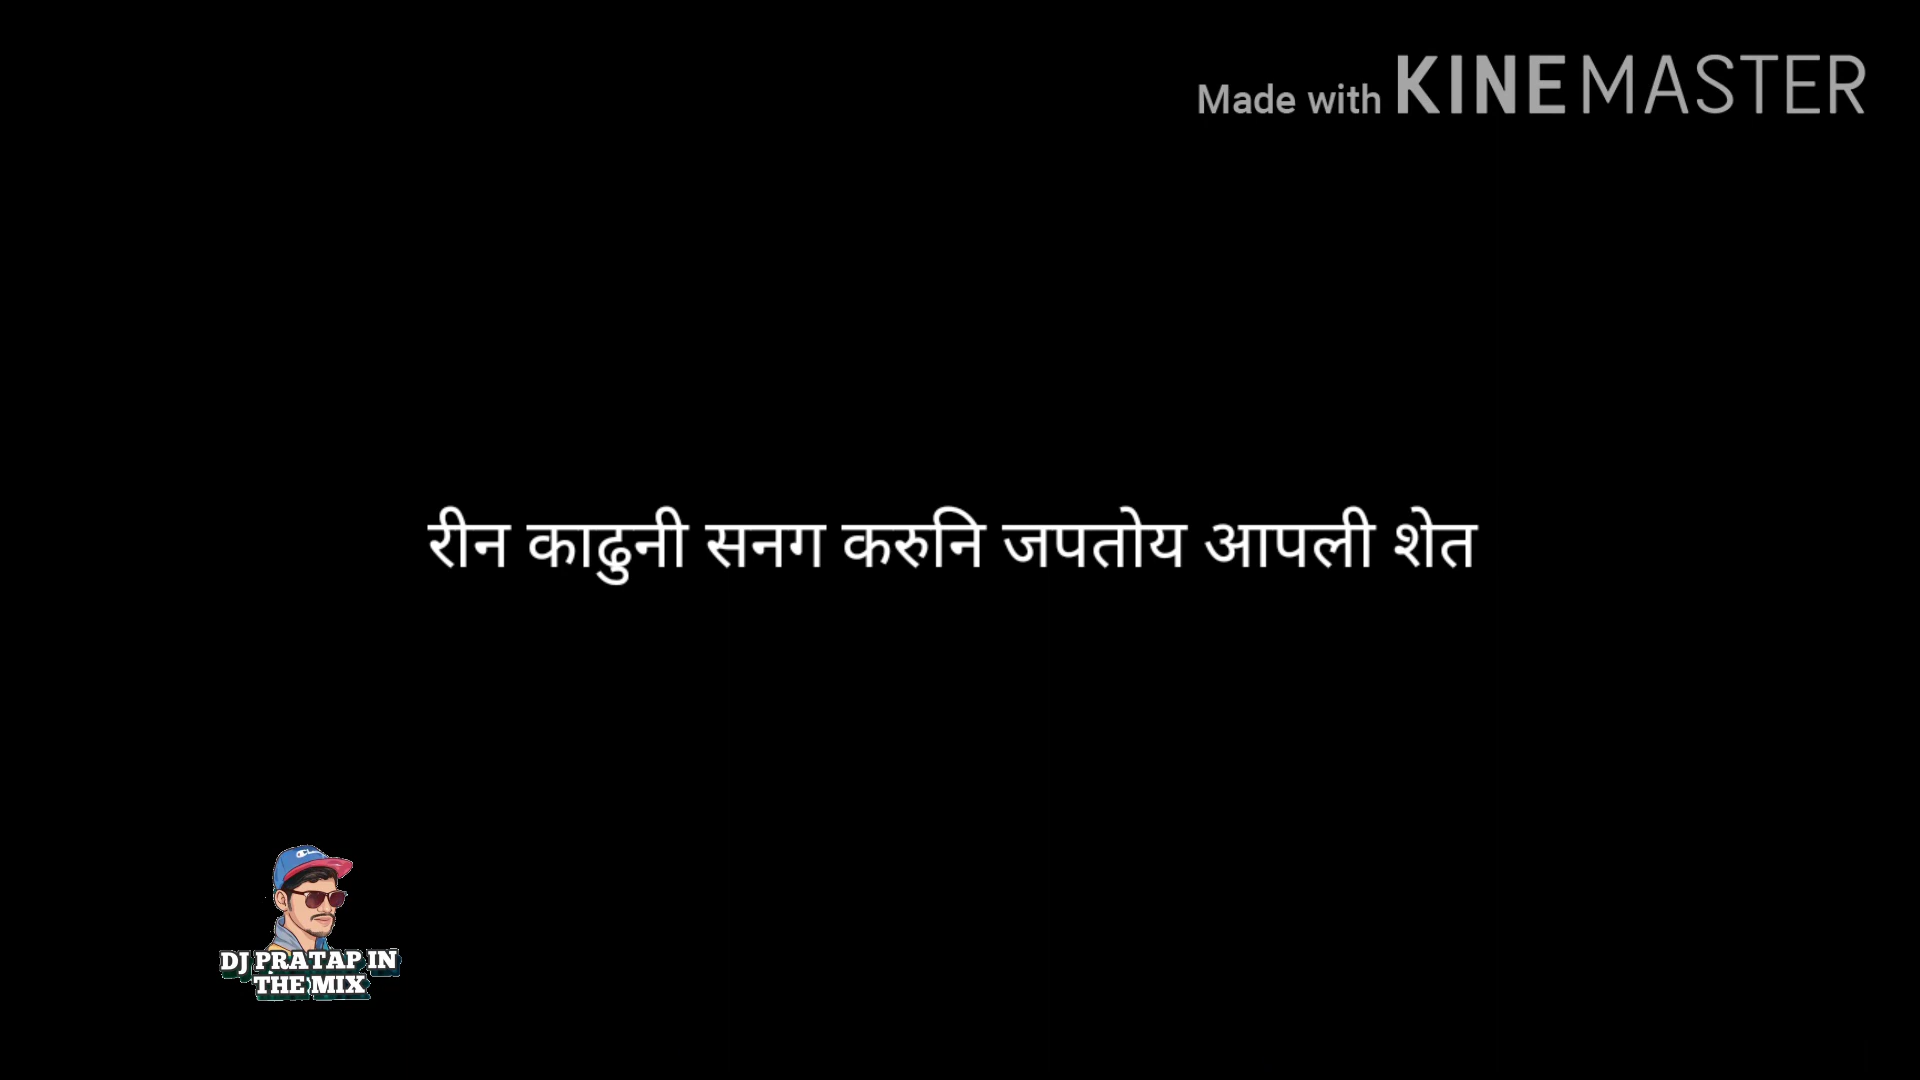 Made with KINEMASTER
रीन काढुनी सनग करुनि जपतोय आपली शेत
DJ PRATAP IN
THE MIX